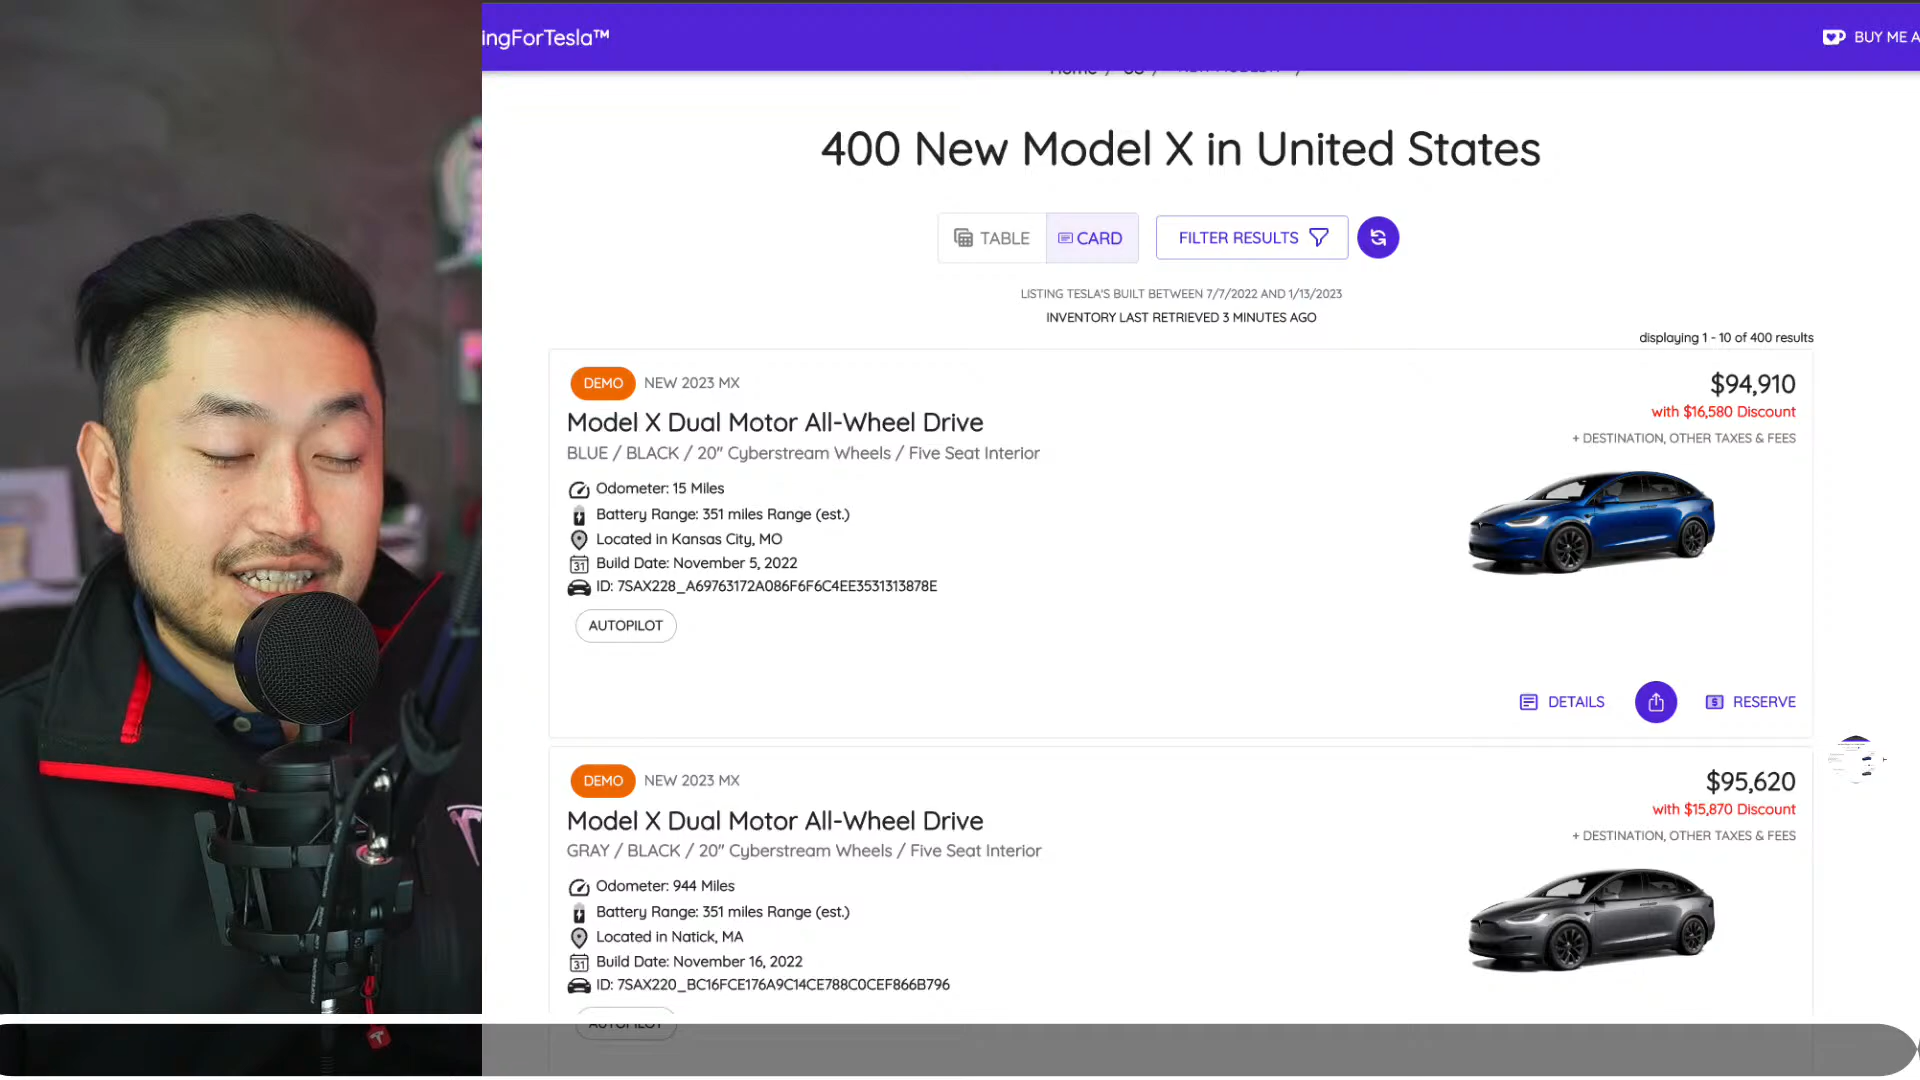 ingForTesla™
BUY ME A
Home / US / NEW MODEL X /
400 New Model X in United States
TABLE
CARD
FILTER RESULTS
LISTING TESLA'S BUILT BETWEEN 7/7/2022 AND 1/13/2023
INVENTORY LAST RETRIEVED 3 MINUTES AGO
displaying 1 - 10 of 400 results
DEMO NEW 2023 MX
$94,910
Model X Dual Motor All-Wheel Drive
with $16,580 Discount
BLUE / BLACK / 20" Cyberstream Wheels / Five Seat Interior
+ DESTINATION, OTHER TAXES & FEES
Odometer: 15 Miles
Battery Range: 351 miles Range (est.)
Located in Kansas City, MO
31 Build Date: November 5, 2022
ID: 7SAX228_A69763172A086F6F6C4EE3531313878E
AUTOPILOT
DETAILS
RESERVE
DEMO NEW 2023 MX
$95,620
Model X Dual Motor All-Wheel Drive
with $15,870 Discount
GRAY / BLACK / 20" Cyberstream Wheels / Five Seat Interior
+ DESTINATION, OTHER TAXES & FEES
Odometer: 944 Miles
Battery Range: 351 miles Range (est.)
Located in Natick, MA
31 Build Date: November 16, 2022
ID: 7SAX220_BC16FCE176A9C14CE788C0CEF866B796
AUTOPILOT